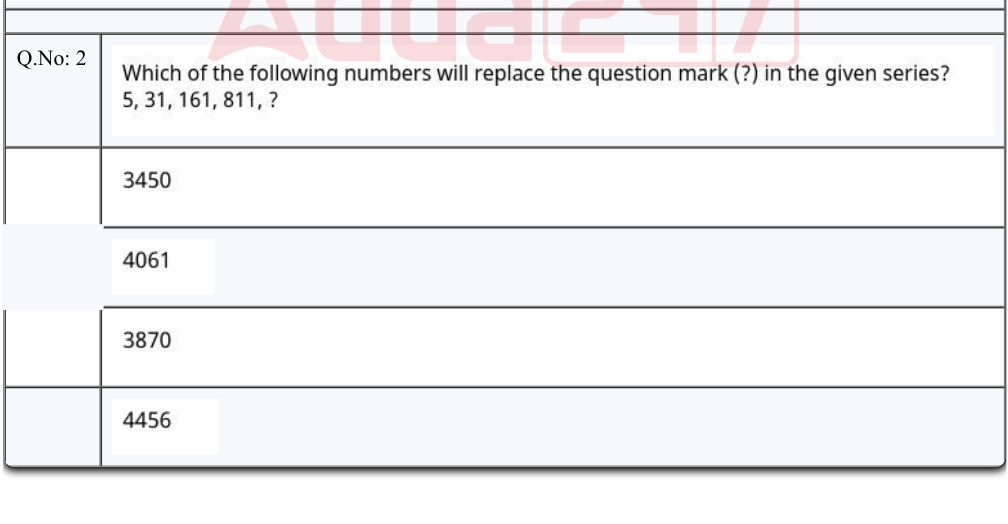 Adda247
Q.No: 2
Which of the following numbers will replace the question mark (?) in the given series?
5, 31, 161, 811, ?
3450
4061
3870
4456